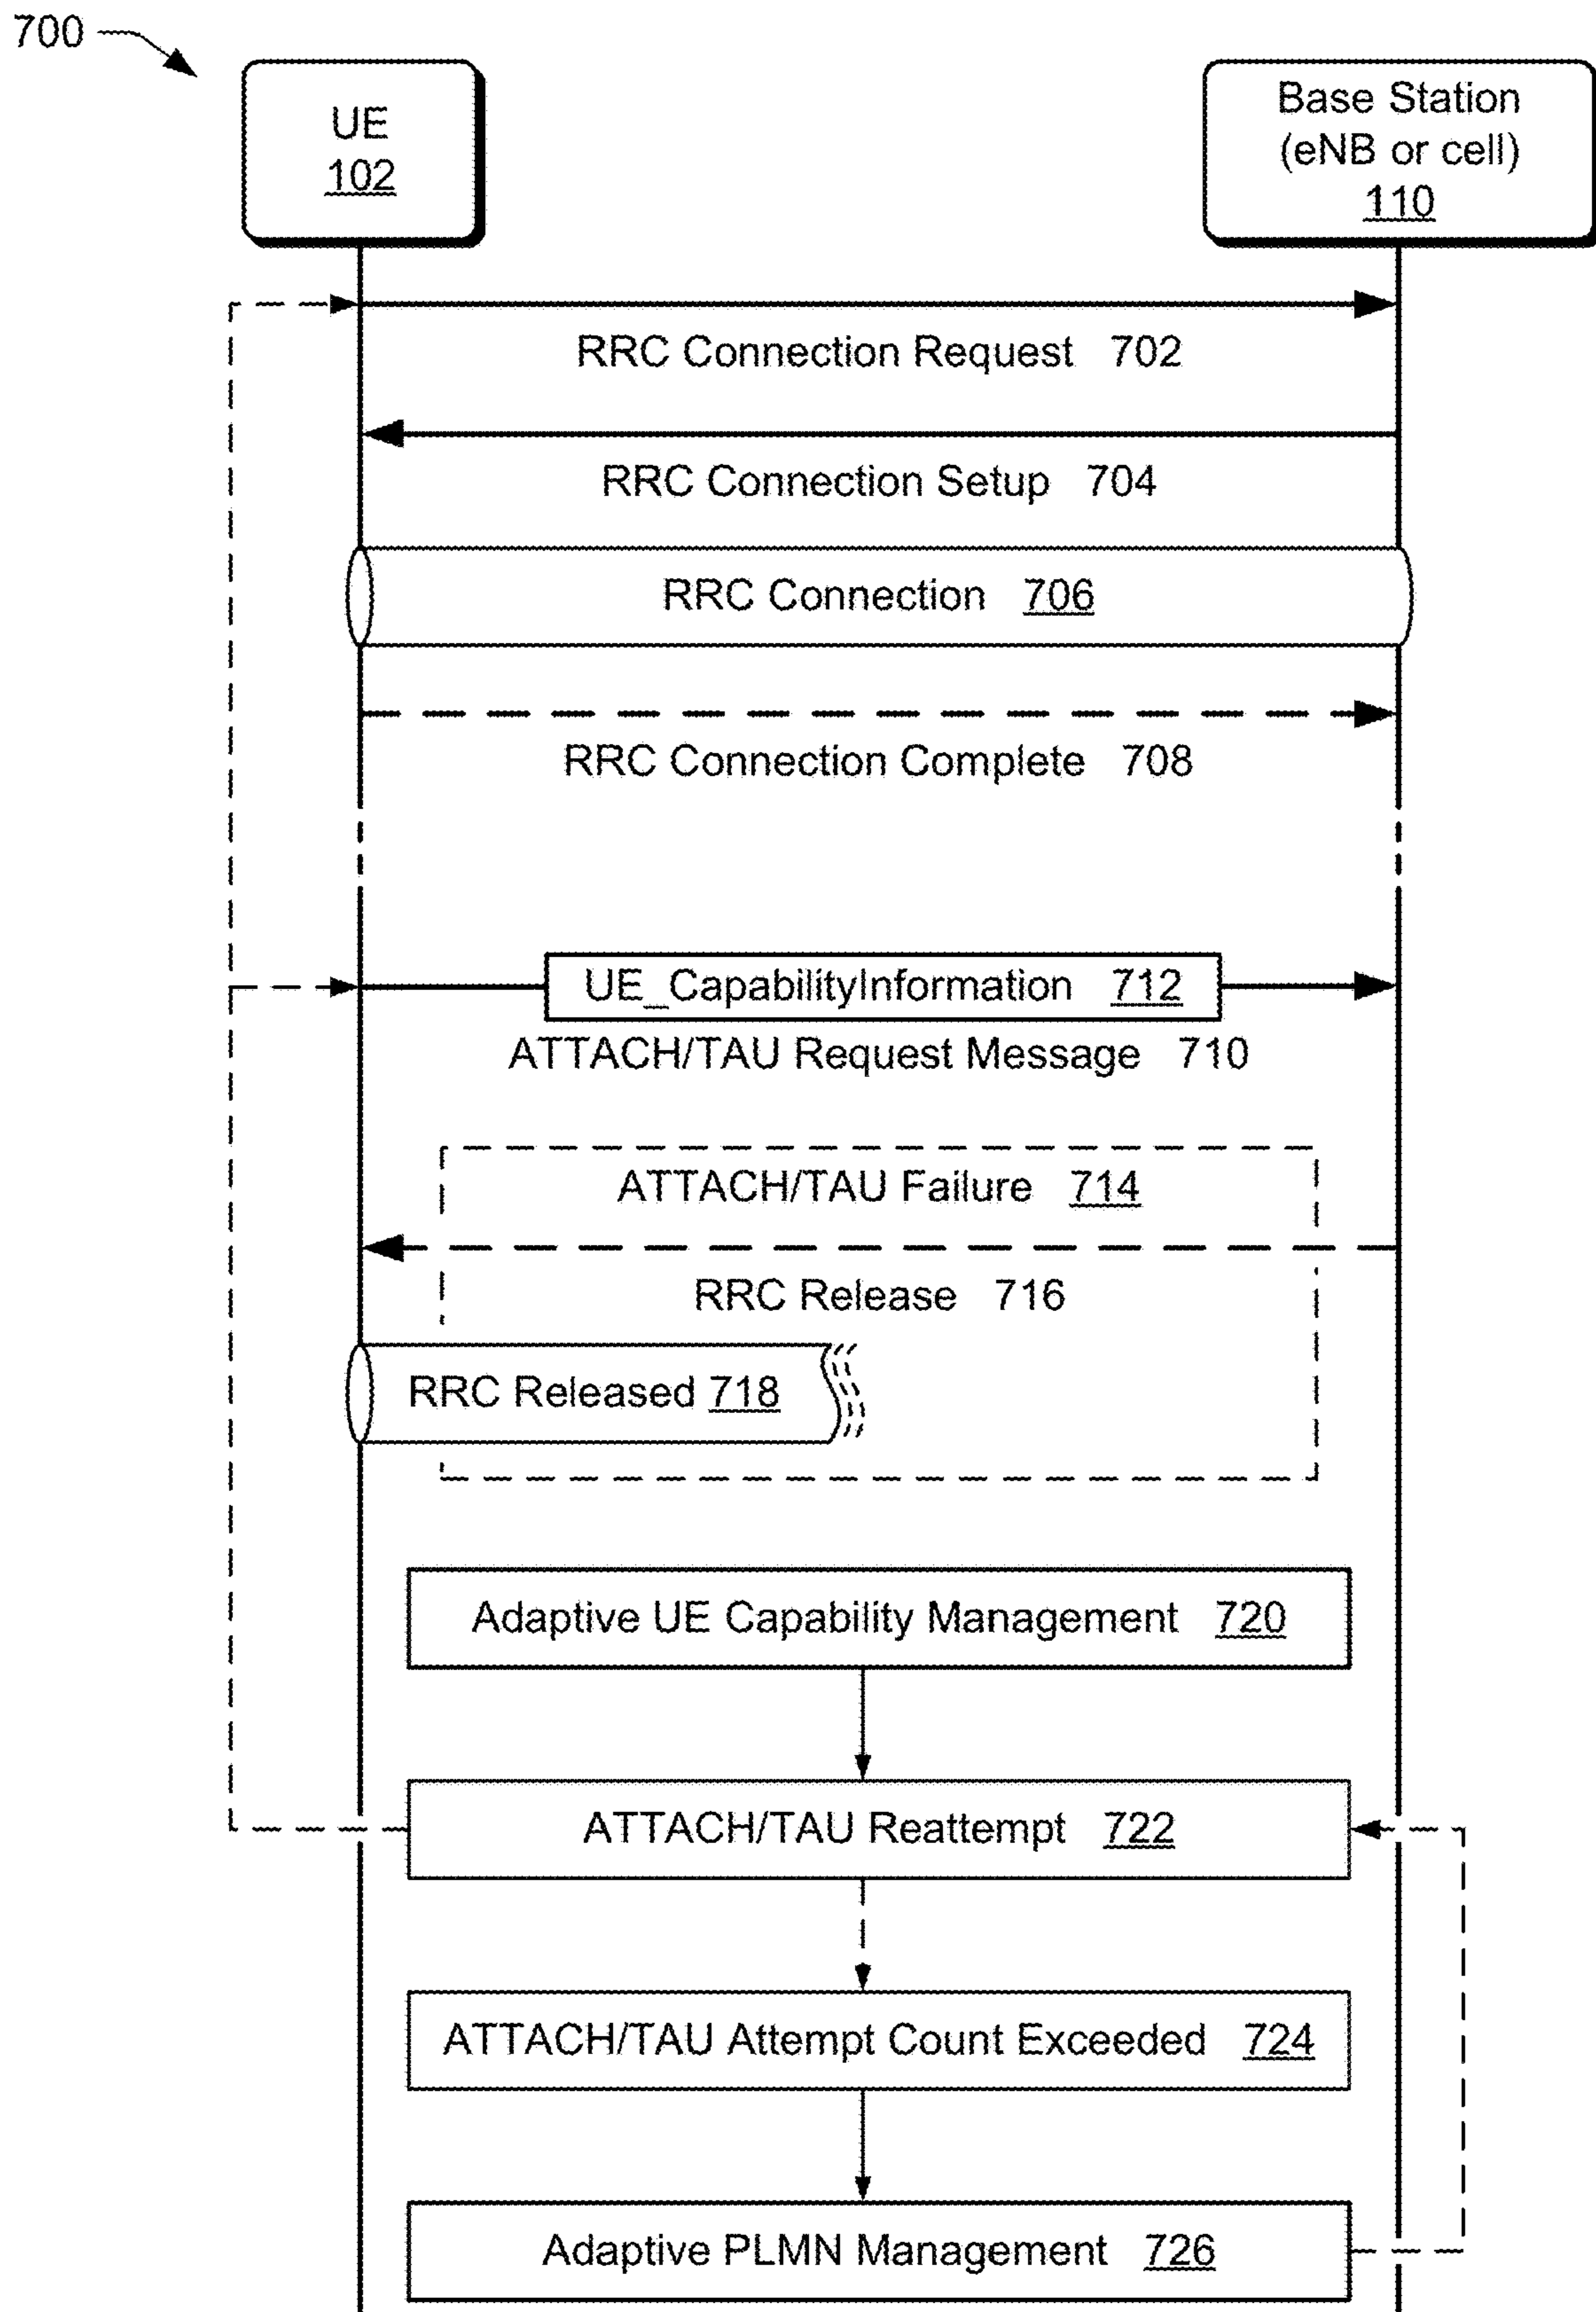 700
UE
102
Base Station
(eNB or cell)
110
RRC Connection Request 702
RRC Connection Setup 704
RRC Connection 706
RRC Connection Complete 708
UE_CapabilityInformation 712
ATTACH/TAU Request Message 710
ATTACH/TAU Failure 714
RRC Release 716
RRC Released 718
Adaptive UE Capability Management 720
ATTACH/TAU Reattempt 722
ATTACH/TAU Attempt Count Exceeded 724
Adaptive PLMN Management 726